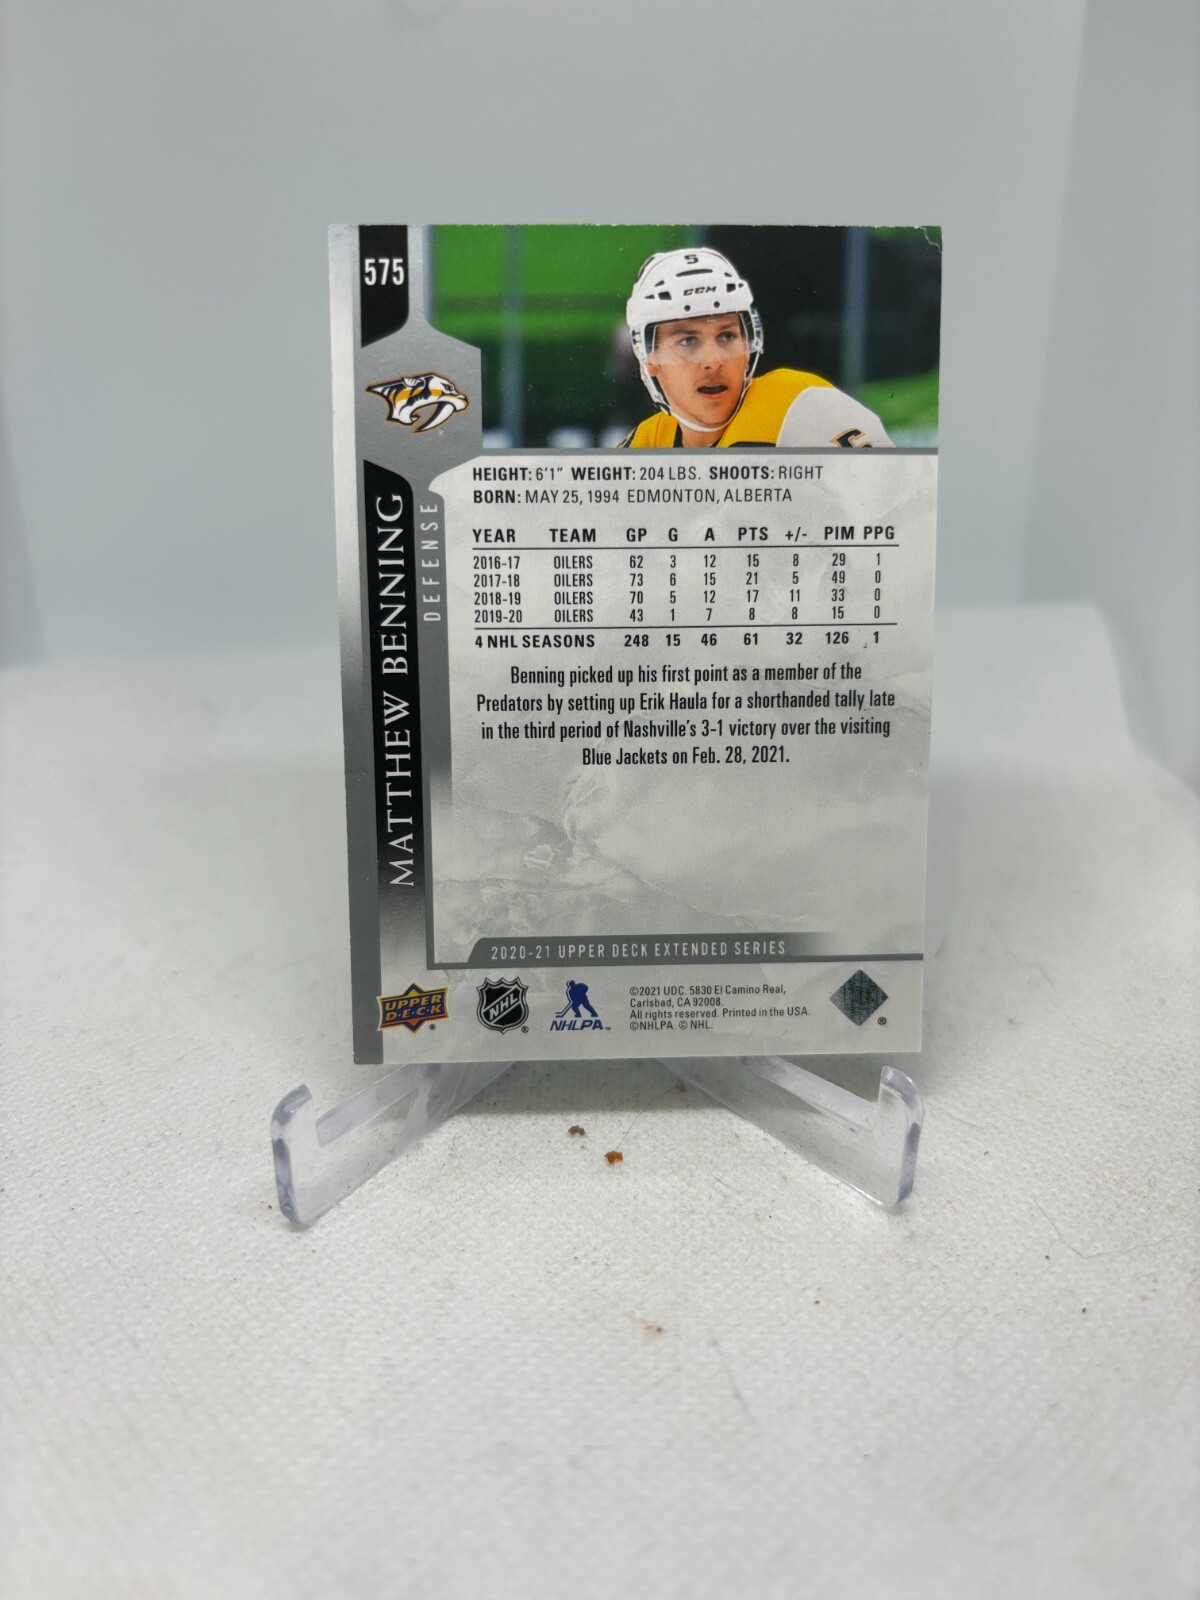 575
5
CCM
5
HEIGHT: 6'1" WEIGHT: 204 LBS. SHOOTS: RIGHT
BORN: MAY 25, 1994 EDMONTON, ALBERTA
MATTHEW BENNING
DEFENSE
YEAR TEAM GP G A PTS +/- PIM PPG
2016-17 OILERS 62 3 12 15 8 29 1
2017-18 OILERS 73 6 15 21 5 49 0
2018-19 OILERS 70 5 12 17 11 33 0
2019-20 OILERS 43 1 7 8 8 15 0
4 NHL SEASONS 248 15 46 61 32 126 1
Benning picked up his first point as a member of the
Predators by setting up Erik Haula for a shorthanded tally late
in the third period of Nashville's 3-1 victory over the visiting
Blue Jackets on Feb. 28, 2021.
2020-21 UPPER DECK EXTENDED SERIES
UPPER
D·E·C·K ®
NHL ®
NHLPA™
©2021 UDC. 5830 El Camino Real,
Carlsbad, CA 92008.
All rights reserved. Printed in the USA.
©NHLPA. © NHL.
®